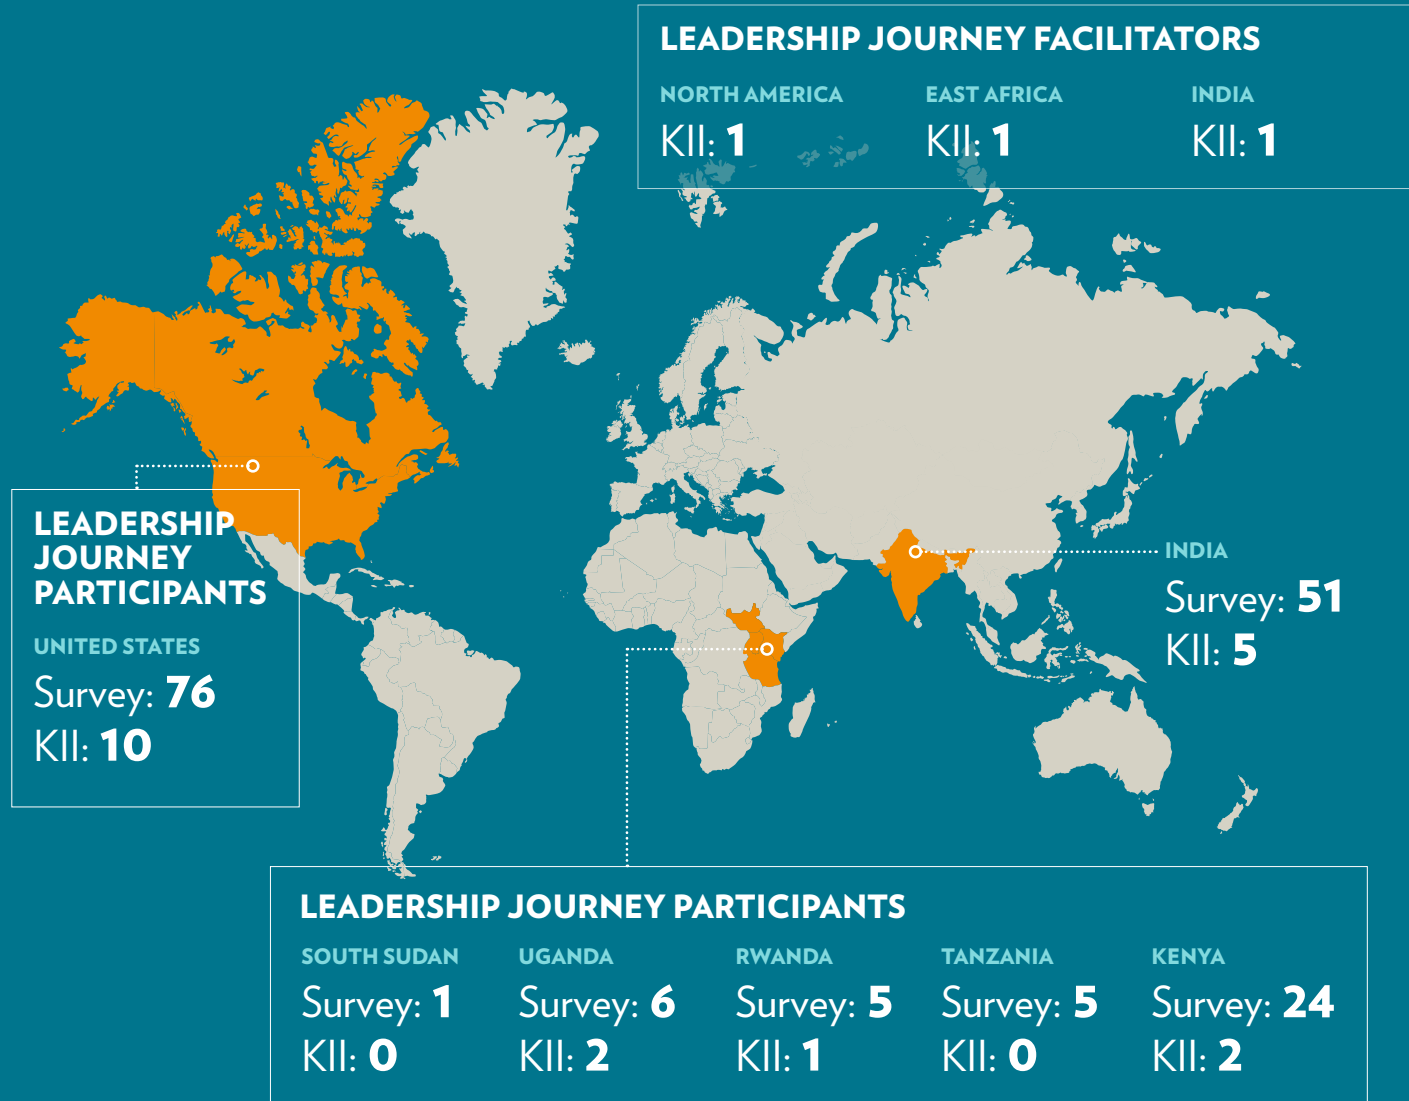 LEADERSHIP JOURNEY FACILITATORS
NORTH AMERICA
KII: 1
EAST AFRICA
KII: 1
INDIA
KII: 1
LEADERSHIP
JOURNEY
PARTICIPANTS
UNITED STATES
Survey: 76
KII: 10
INDIA
Survey: 51
KII: 5
LEADERSHIP JOURNEY PARTICIPANTS
SOUTH SUDAN
Survey: 1
KII: 0
UGANDA
Survey: 6
KII: 2
RWANDA
Survey: 5
KII: 1
TANZANIA
Survey: 5
KII: 0
KENYA
Survey: 24
KII: 2